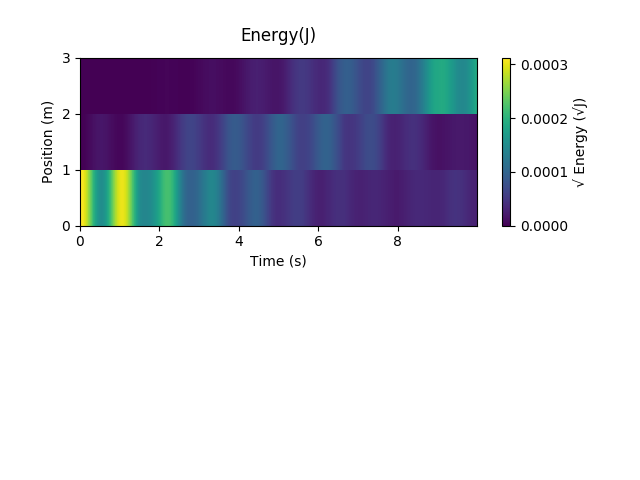 Energy(J)
3
2
1
0
Position (m)
0 2 4 6 8
Time (s)
0.0003
0.0002
0.0001
0.0000
√ Energy (√J)